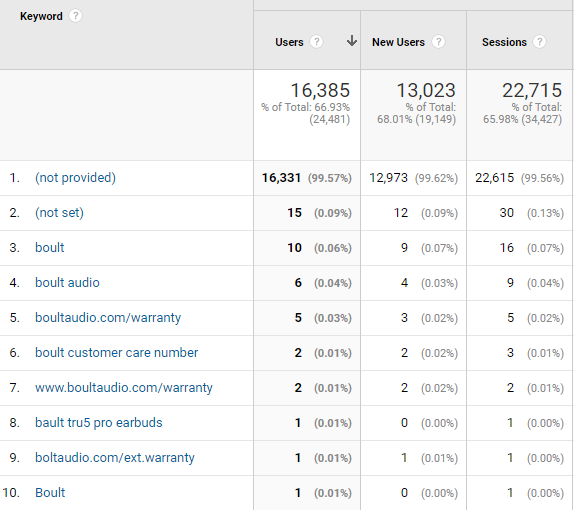 Keyword ?
Users ? ↓ New Users ? Sessions ?
16,385 13,023 22,715
% of Total: 66.93% % of Total: % of Total:
(24,481) 68.01% (19,149) 65.98% (34,427)
1. (not provided) 16,331 (99.57%) 12,973 (99.62%) 22,615 (99.56%)
2. (not set) 15 (0.09%) 12 (0.09%) 30 (0.13%)
3. boult 10 (0.06%) 9 (0.07%) 16 (0.07%)
4. boult audio 6 (0.04%) 4 (0.03%) 9 (0.04%)
5. boultaudio.com/warranty 5 (0.03%) 3 (0.02%) 5 (0.02%)
6. boult customer care number 2 (0.01%) 2 (0.02%) 3 (0.01%)
7. www.boultaudio.com/warranty 2 (0.01%) 2 (0.02%) 2 (0.01%)
8. bault tru5 pro earbuds 1 (0.01%) 0 (0.00%) 1 (0.00%)
9. boltaudio.com/ext.warranty 1 (0.01%) 1 (0.01%) 1 (0.00%)
10. Boult 1 (0.01%) 0 (0.00%) 1 (0.00%)